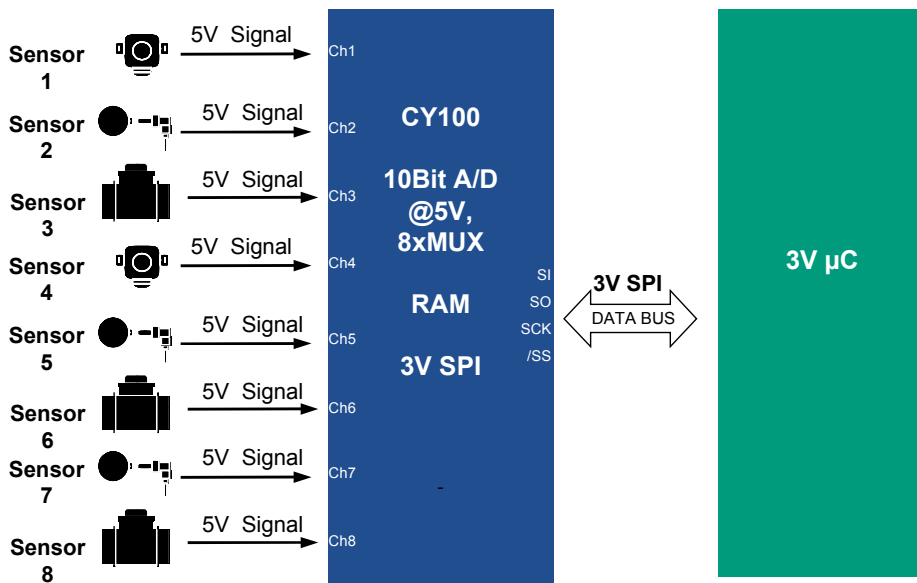 Sensor
1
5V Signal
Ch1
Sensor
2
5V Signal
Ch2
Sensor
3
5V Signal
Ch3
Sensor
4
5V Signal
Ch4
Sensor
5
5V Signal
Ch5
Sensor
6
5V Signal
Ch6
Sensor
7
5V Signal
Ch7
Sensor
8
5V Signal
Ch8
CY100
10Bit A/D
@5V,
8xMUX
RAM
3V SPI
-
SI
SO
SCK
/SS
3V SPI
DATA BUS
3V µC